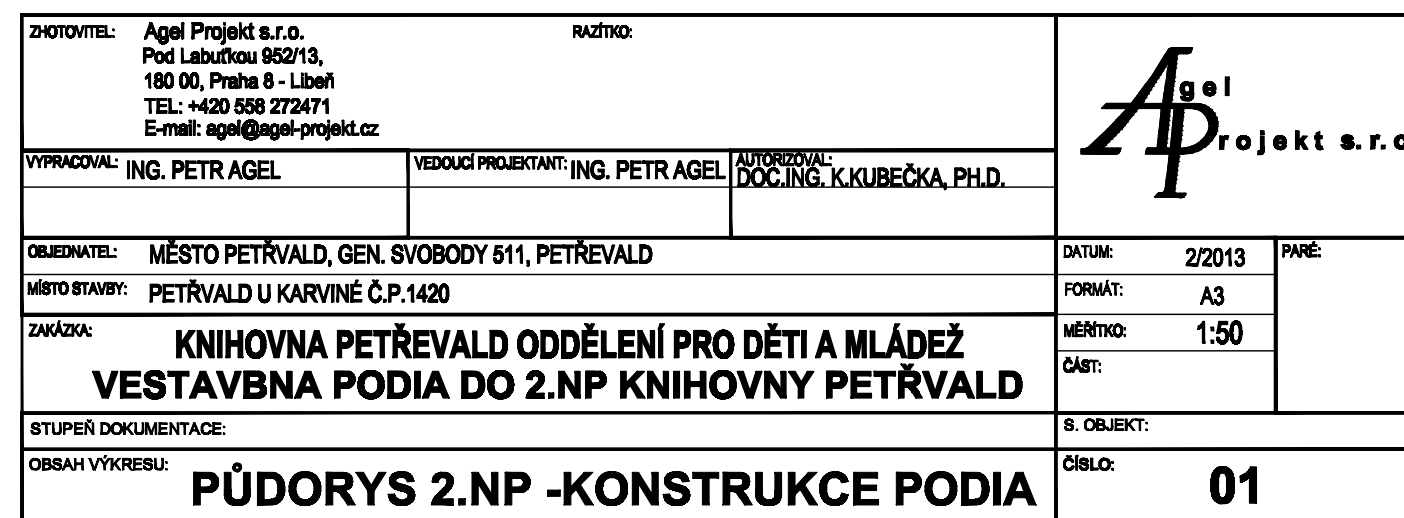 ZHOTOVITEL: Agel Projekt s.r.o. RAZÍTKO:
Pod Labuťkou 952/13,
180 00, Praha 8 - Libeň
TEL: +420 558 272471
E-mail: agel@agel-projekt.cz
Agel
Projekt s.r.o
VYPRACOVAL: ING. PETR AGEL VEDOUCÍ PROJEKTANT: ING. PETR AGEL AUTORIZOVAL:
DOC.ING. K.KUBEČKA, PH.D.
OBJEDNATEL: MĚSTO PETŘVALD, GEN. SVOBODY 511, PETŘEVALD
MÍSTO STAVBY: PETŘVALD U KARVINÉ Č.P.1420
DATUM: 2/2013 PARÉ:
FORMÁT: A3
MĚŘÍTKO: 1:50
ČÁST:
ZAKÁZKA: KNIHOVNA PETŘEVALD ODDĚLENÍ PRO DĚTI A MLÁDEŽ
VESTAVBNA PODIA DO 2.NP KNIHOVNY PETŘVALD
STUPEŇ DOKUMENTACE: S. OBJEKT:
OBSAH VÝKRESU: PŮDORYS 2.NP -KONSTRUKCE PODIA ČÍSLO: 01